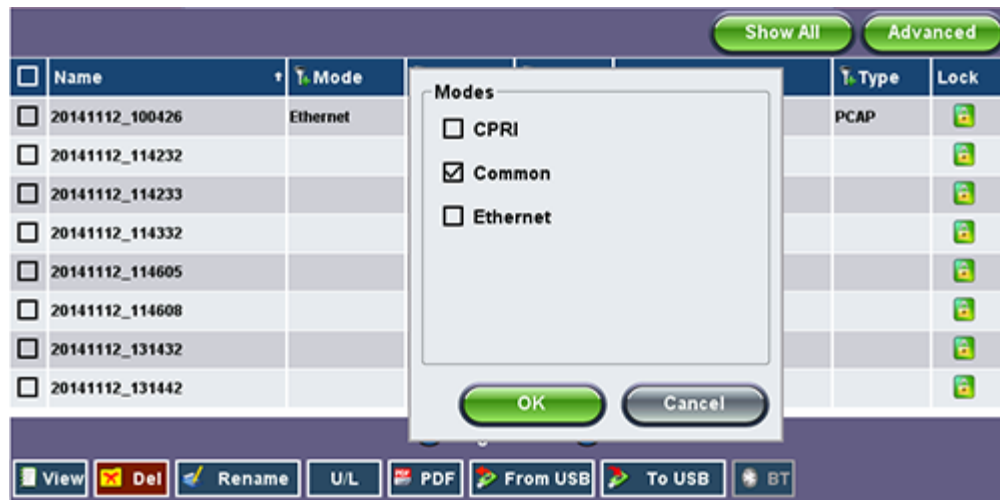 Show All Advanced
Name Mode Type Lock
Modes
CPRI
Common
Ethernet
20141112_100426 Ethernet PCAP
20141112_114232
20141112_114233
20141112_114332
20141112_114605
20141112_114608
20141112_131432
20141112_131442
OK Cancel
View Del Rename U/L PDF From USB To USB BT